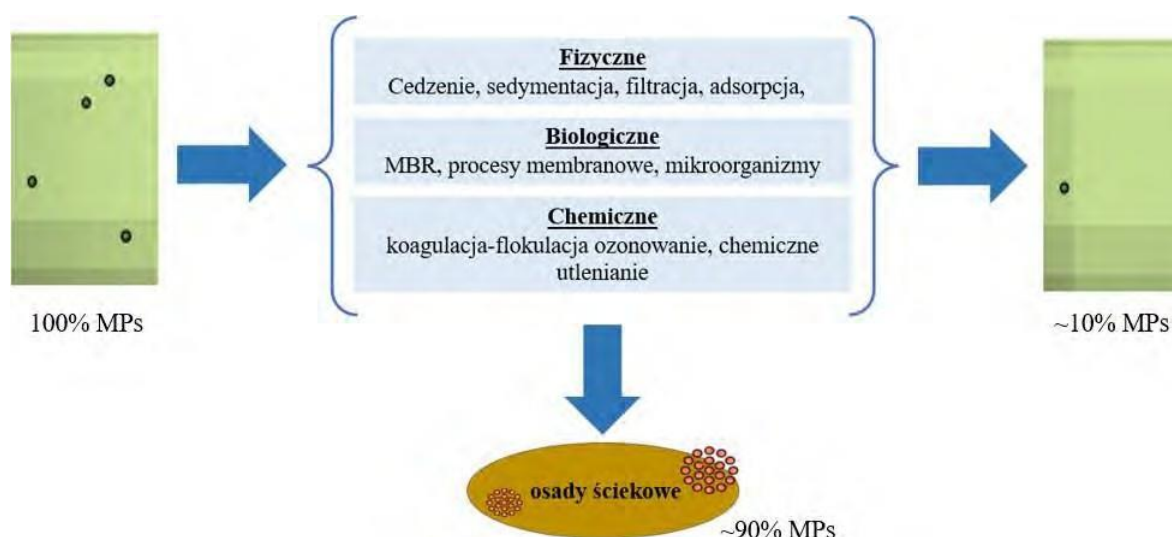 Fizyczne
Cedzenie, sedymentacja, filtracja, adsorpcja,
Biologiczne
MBR, procesy membranowe, mikroorganizmy
Chemiczne
koagulacja-flokulacja ozonowanie, chemiczne
utlenianie
100% MPs
~10% MPs
osady ściekowe
~90% MPs